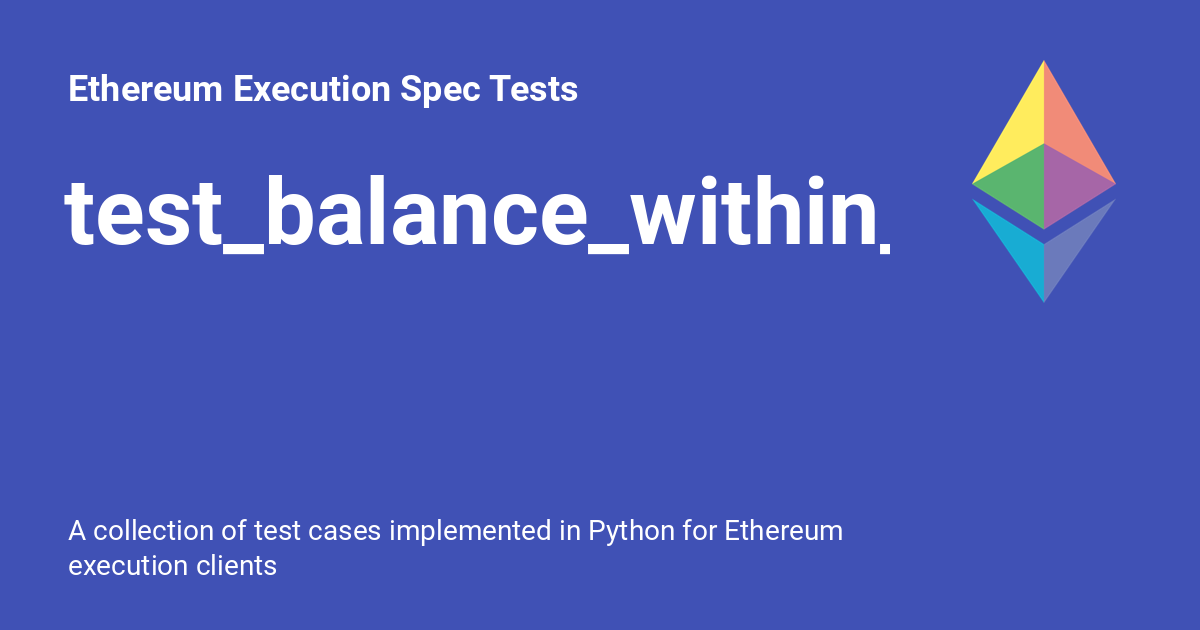 Ethereum Execution Spec Tests
test_balance_within_
A collection of test cases implemented in Python for Ethereum
execution clients